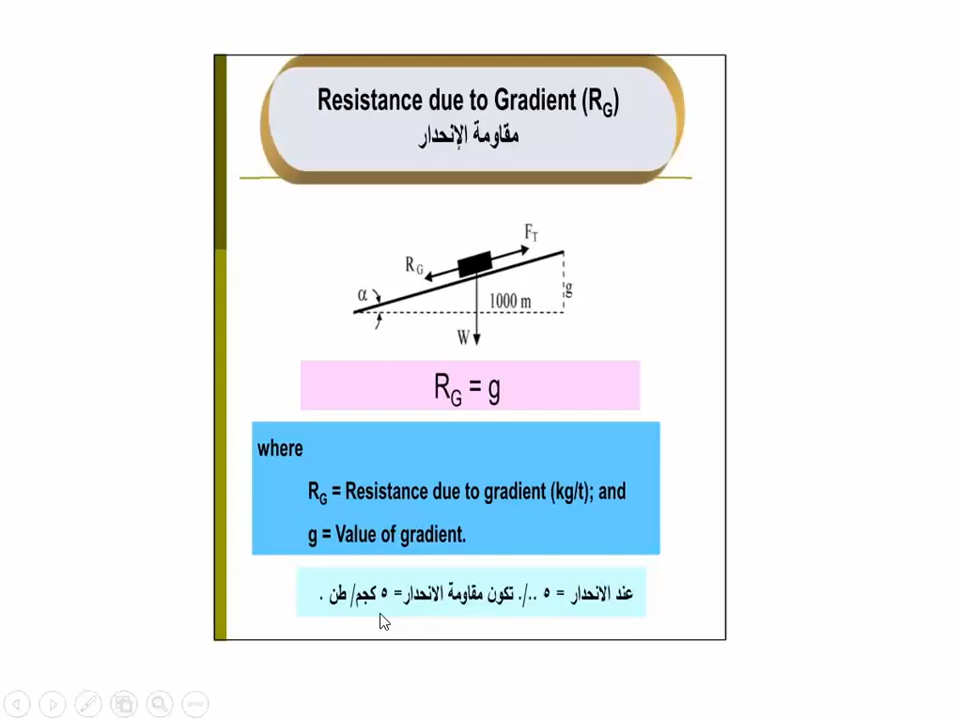 Resistance due to Gradient (RG)
مقاومة الإنحدار
FT
RG
α
1000 m
g
W
RG = g
where
RG = Resistance due to gradient (kg/t); and
g = Value of gradient.
عند الانحدار = ٥ ../. تكون مقاومة الانحدار= ٥ كجم/ طن .